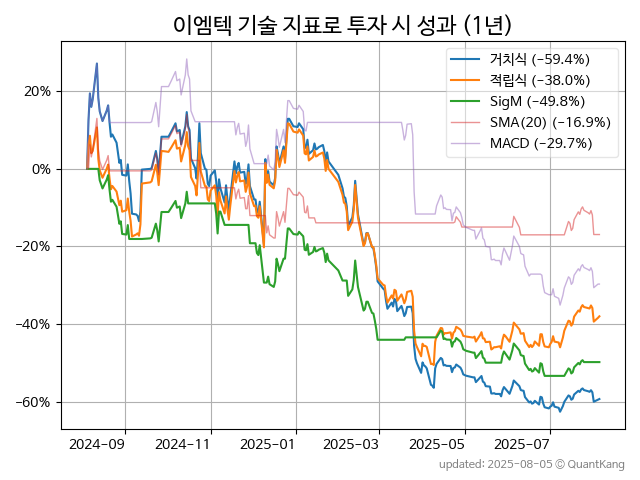 이엠텍 기술 지표로 투자 시 성과 (1년)
거치식 (−59.4%)
적립식 (−38.0%)
SigM (−49.8%)
SMA(20) (−16.9%)
MACD (−29.7%)
20%
0%
−20%
−40%
−60%
2024-09 2024-11 2025-01 2025-03 2025-05 2025-07
updated: 2025-08-05 © QuantKang